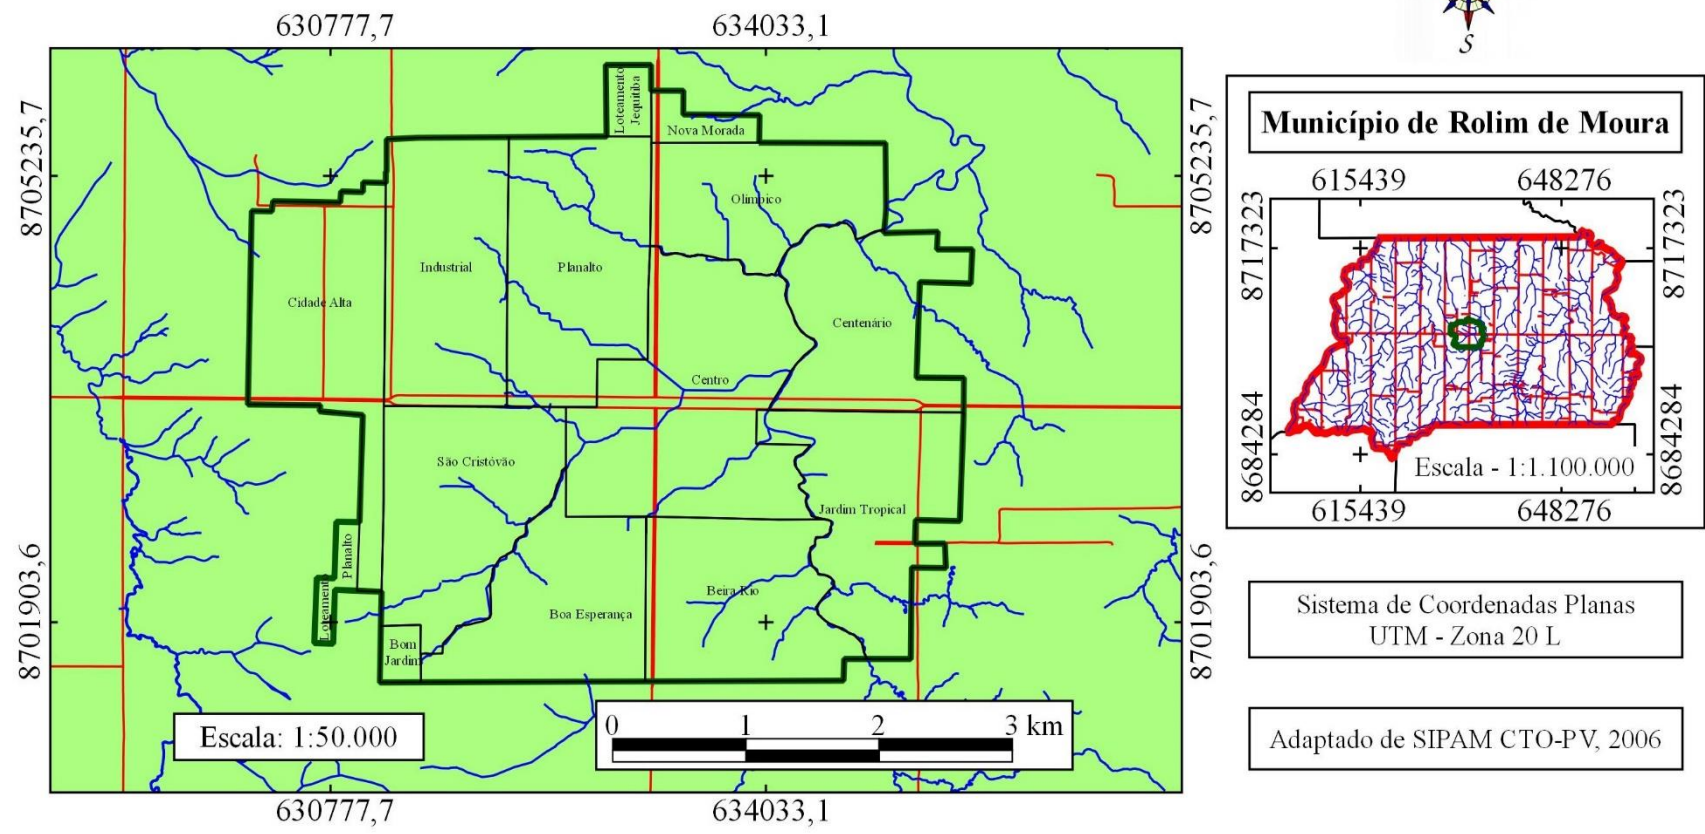 630777,7
634033,1
S
8705235,7
8705235,7
Loteamento
Jequitiba
Nova Morada
Olimpico
Industrial
Planalto
Cidade Alta
Centenário
Centro
São Cristóvão
Jardim Tropical
Planalto
Loteamento
Beira Rio
Boa Esperança
Bom
Jardim
8701903,6
8701903,6
Escala: 1:50.000
0 1 2 3 km
630777,7
634033,1
Município de Rolim de Moura
615439
648276
8717323
8717323
8684284
8684284
Escala - 1:1.100.000
615439
648276
Sistema de Coordenadas Planas
UTM - Zona 20 L
Adaptado de SIPAM CTO-PV, 2006